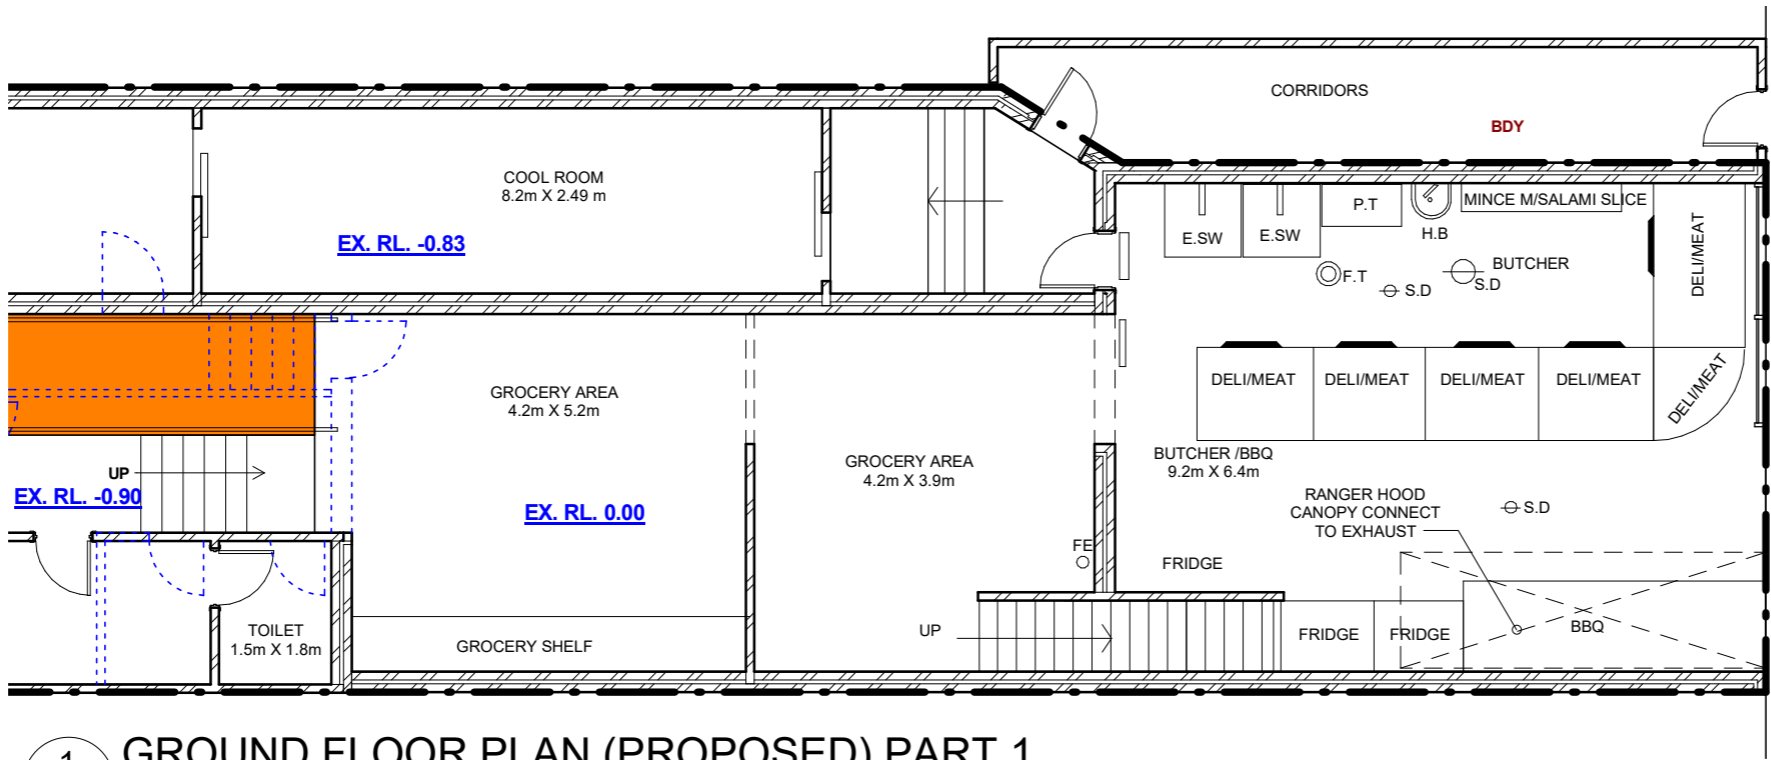 CORRIDORS
BDY
COOL ROOM
8.2m X 2.49 m
EX. RL. -0.83
E.SW
E.SW
P.T
H.B
MINCE M/SALAMI SLICE
DELI/MEAT
F.T
S.D
BUTCHER
S.D
DELI/MEAT
DELI/MEAT
DELI/MEAT
DELI/MEAT
DELI/MEAT
GROCERY AREA
4.2m X 5.2m
GROCERY AREA
4.2m X 3.9m
BUTCHER /BBQ
9.2m X 6.4m
UP
EX. RL. -0.90
EX. RL. 0.00
RANGER HOOD
CANOPY CONNECT
TO EXHAUST
S.D
FE
FRIDGE
TOILET
1.5m X 1.8m
GROCERY SHELF
UP
FRIDGE
FRIDGE
BBQ
1
GROUND FLOOR PLAN (PROPOSED) PART 1